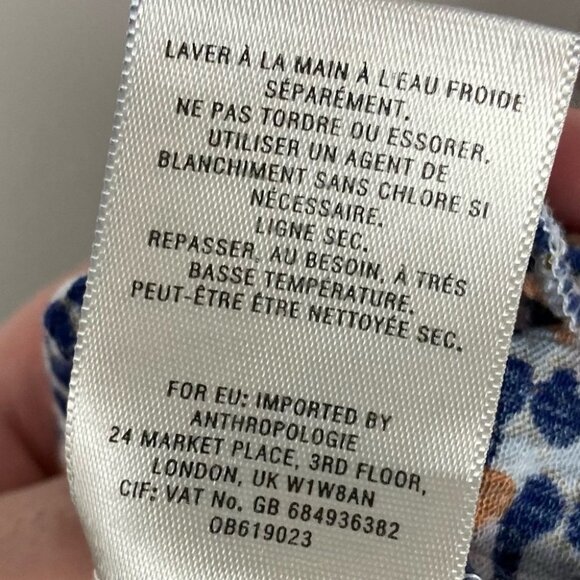 LAVER À LA MAIN À L'EAU FROIDE
SÉPARÉMENT.
NE PAS TORDRE OU ESSORER.
UTILISER UN AGENT DE
BLANCHIMENT SANS CHLORE SI
NÉCESSAIRE.
LIGNE SEC.
REPASSER, AU BESOIN, À TRÉS
BASSE TEMPÉRATURE.
PEUT-ÊTRE ÊTRE NETTOYÉE SEC.
FOR EU: IMPORTED BY
ANTHROPOLOGIE
24 MARKET PLACE, 3RD FLOOR,
LONDON, UK W1W8AN
CIF: VAT No. GB 684936382
OB619023